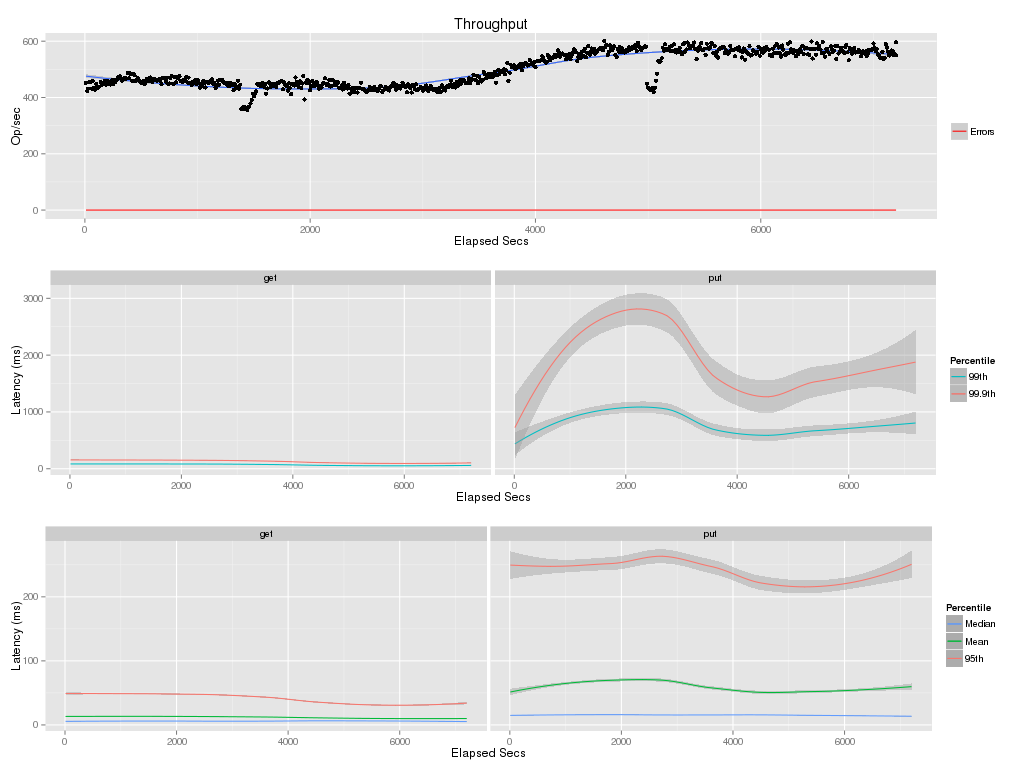 Throughput
600
400
200
0
Op/sec
0 2000 4000 6000
Elapsed Secs
Errors
get put
3000
2000
1000
0
Latency (ms)
0 2000 4000 6000 0 2000 4000 6000
Elapsed Secs
Percentile
99th
99.9th
get put
200
100
0
Latency (ms)
0 2000 4000 6000 0 2000 4000 6000
Elapsed Secs
Percentile
Median
Mean
95th